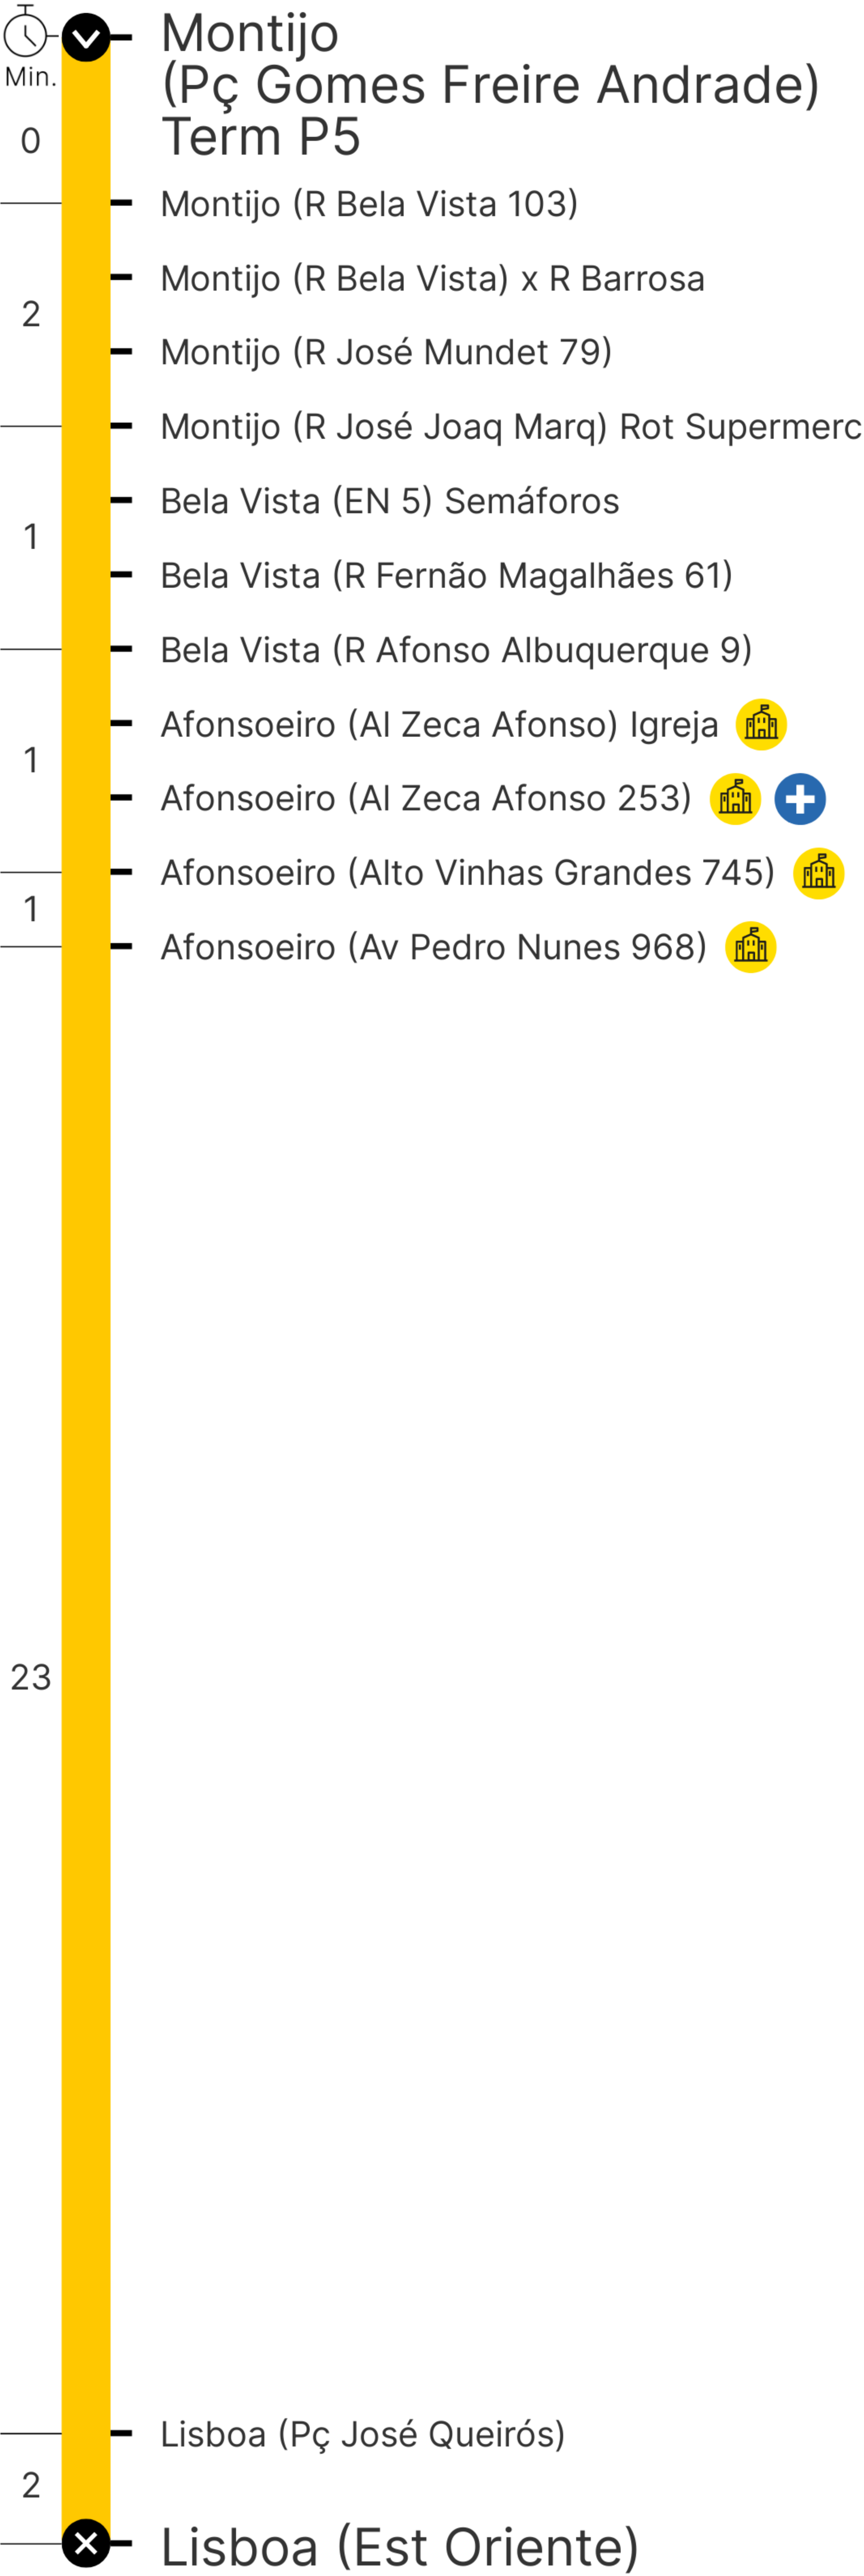 Min.
Montijo
(Pç Gomes Freire Andrade)
Term P5
0
Montijo (R Bela Vista 103)
Montijo (R Bela Vista) x R Barrosa
2
Montijo (R José Mundet 79)
Montijo (R José Joaq Marq) Rot Supermerc
Bela Vista (EN 5) Semáforos
1
Bela Vista (R Fernão Magalhães 61)
Bela Vista (R Afonso Albuquerque 9)
Afonsoeiro (Al Zeca Afonso) Igreja
1
Afonsoeiro (Al Zeca Afonso 253)
Afonsoeiro (Alto Vinhas Grandes 745)
1
Afonsoeiro (Av Pedro Nunes 968)
23
Lisboa (Pç José Queirós)
2
Lisboa (Est Oriente)